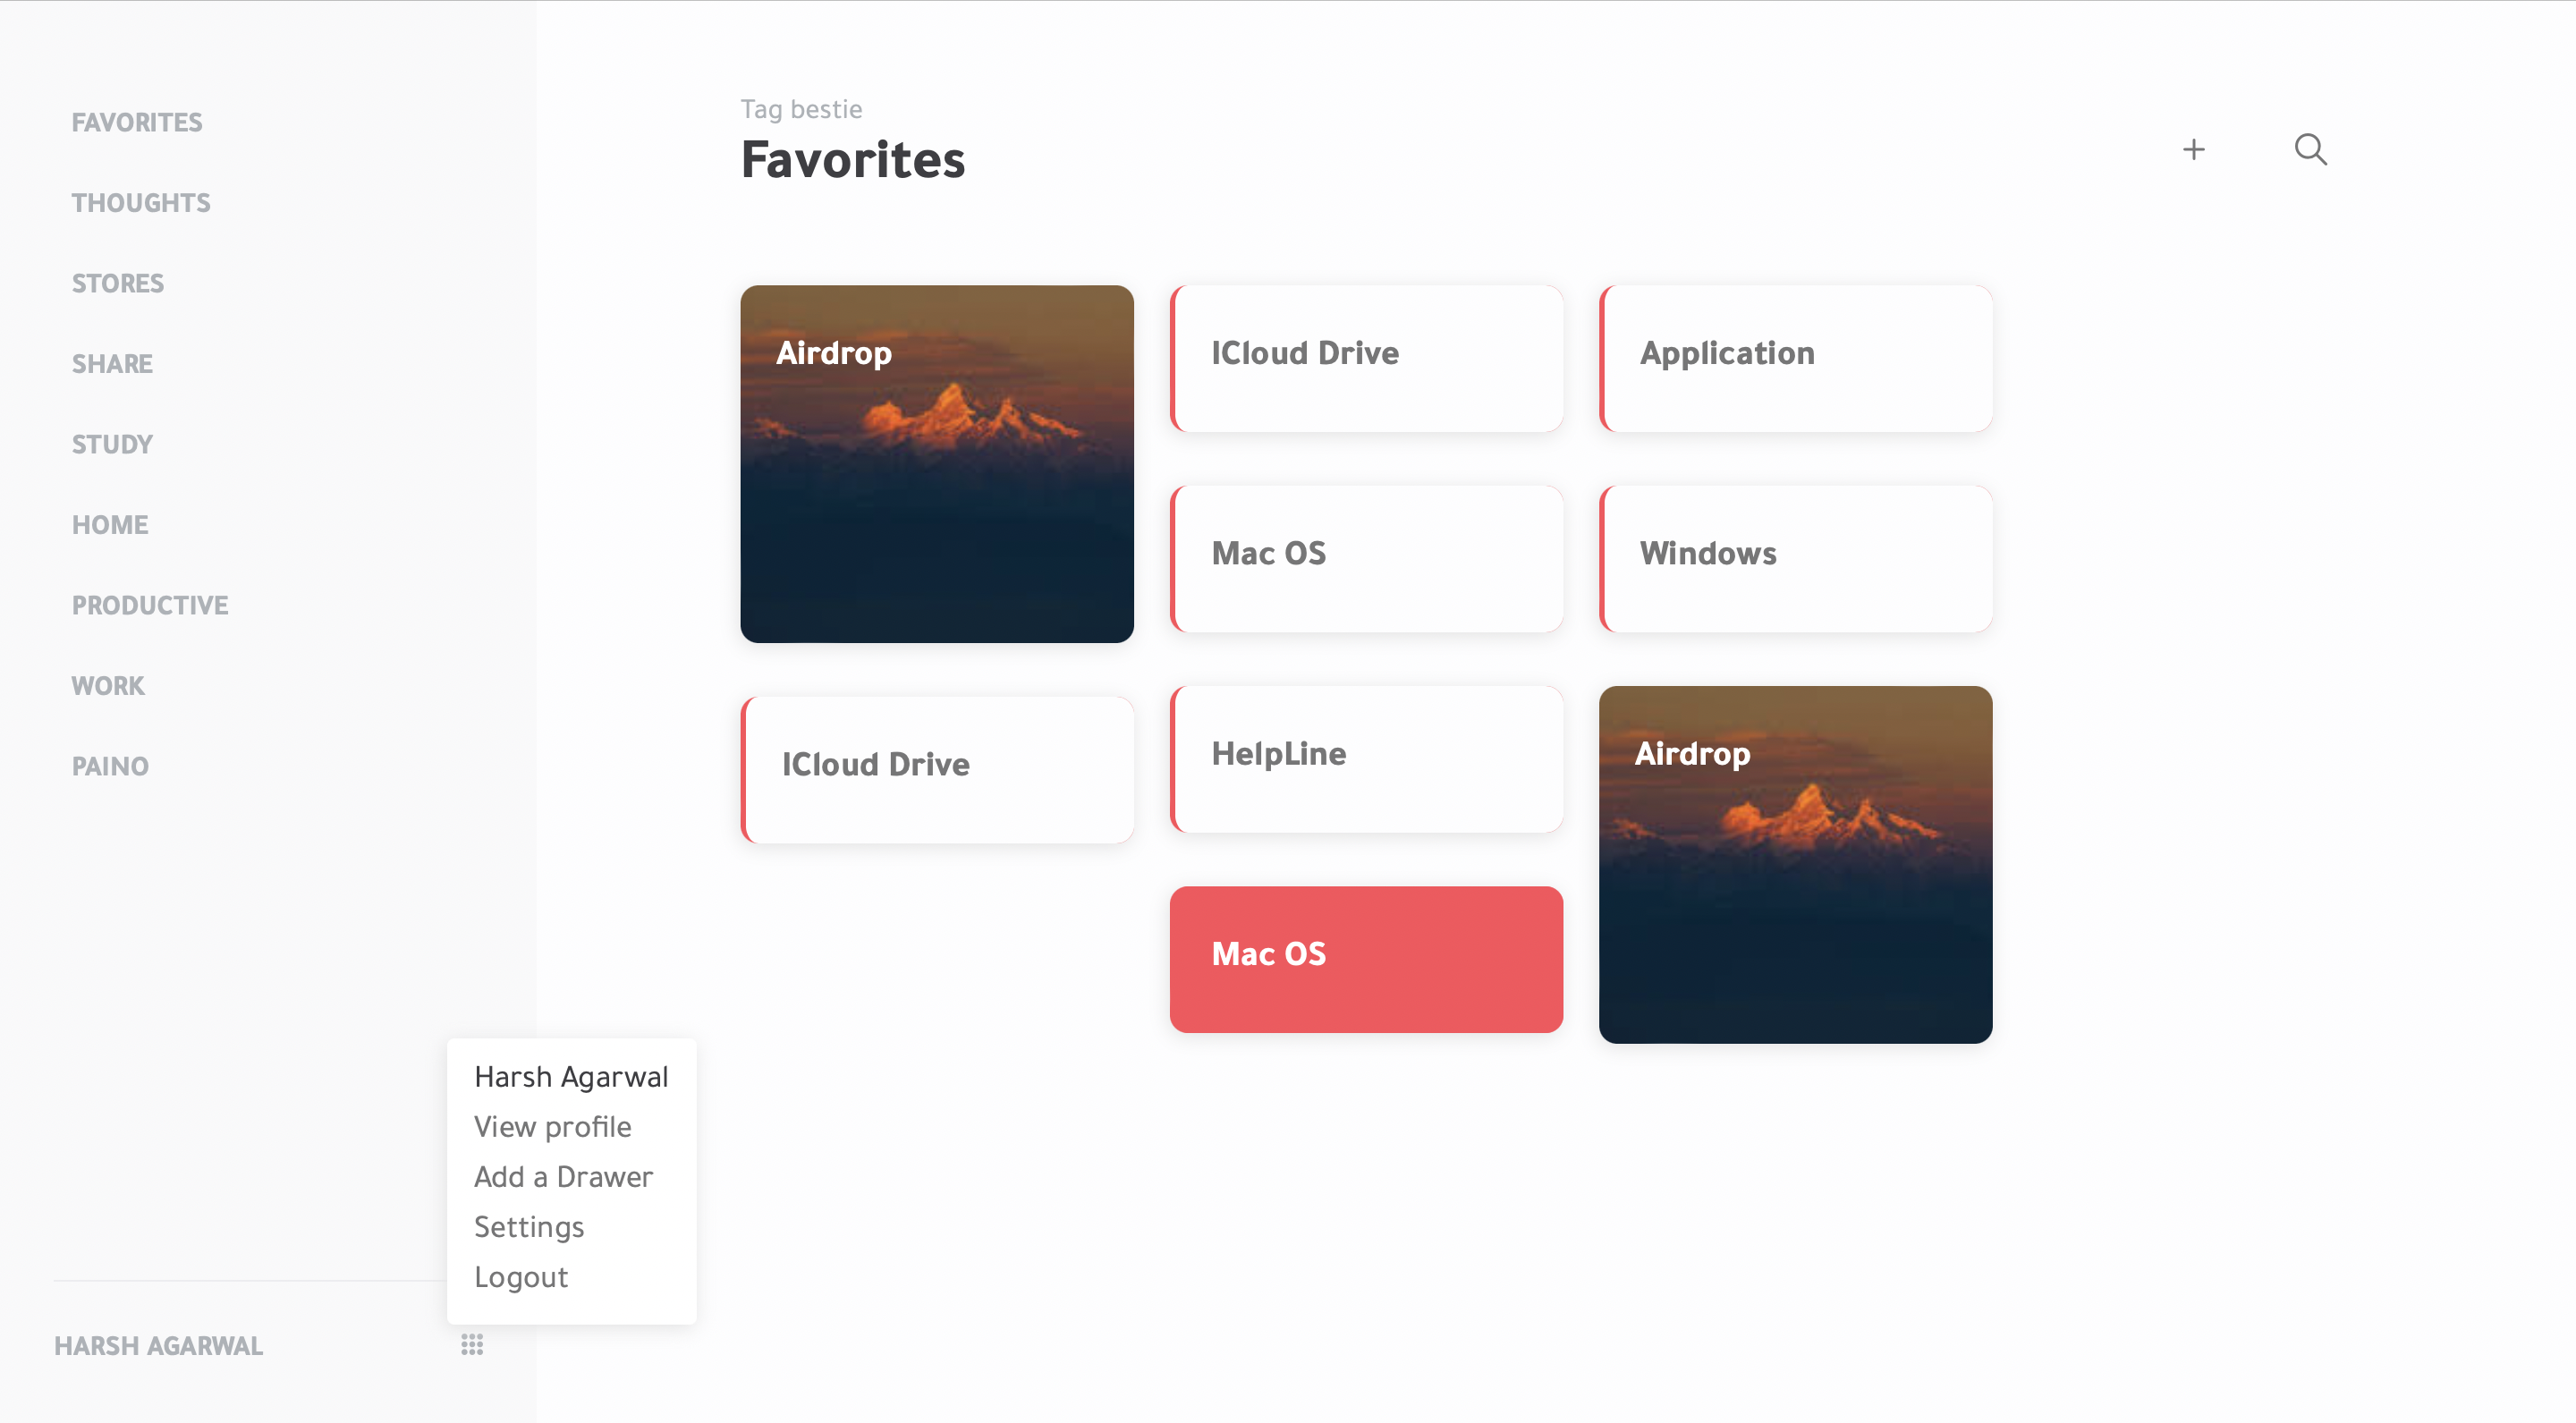 FAVORITES
THOUGHTS
STORES
SHARE
STUDY
HOME
PRODUCTIVE
WORK
PAINO
HARSH AGARWAL
Harsh Agarwal
View profile
Add a Drawer
Settings
Logout
Tag bestie
Favorites
Airdrop
ICloud Drive
ICloud Drive
Mac OS
HelpLine
Mac OS
Application
Windows
Airdrop